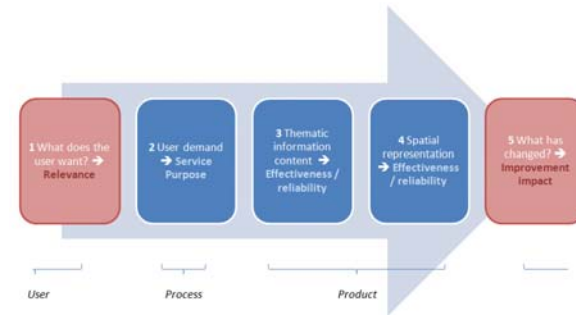 1 What does the
user want? ➔
Relevance
2 User demand
➔ Service
Purpose
3 Thematic
information
content ➔
Effectiveness /
reliability
4 Spatial
representation
➔ Effectiveness
/ reliability
5 What has
changed? ➔
Improvement
impact
User
Process
Product